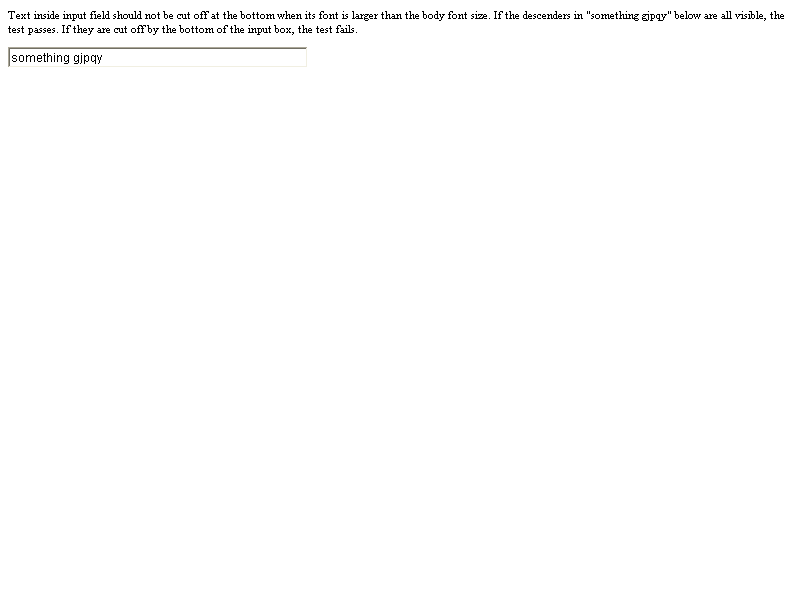 Text inside input field should not be cut off at the bottom when its font is larger than the body font size. If the descenders in "something gjpqy" below are all visible, the
test passes. If they are cut off by the bottom of the input box, the test fails.
something gjpqy